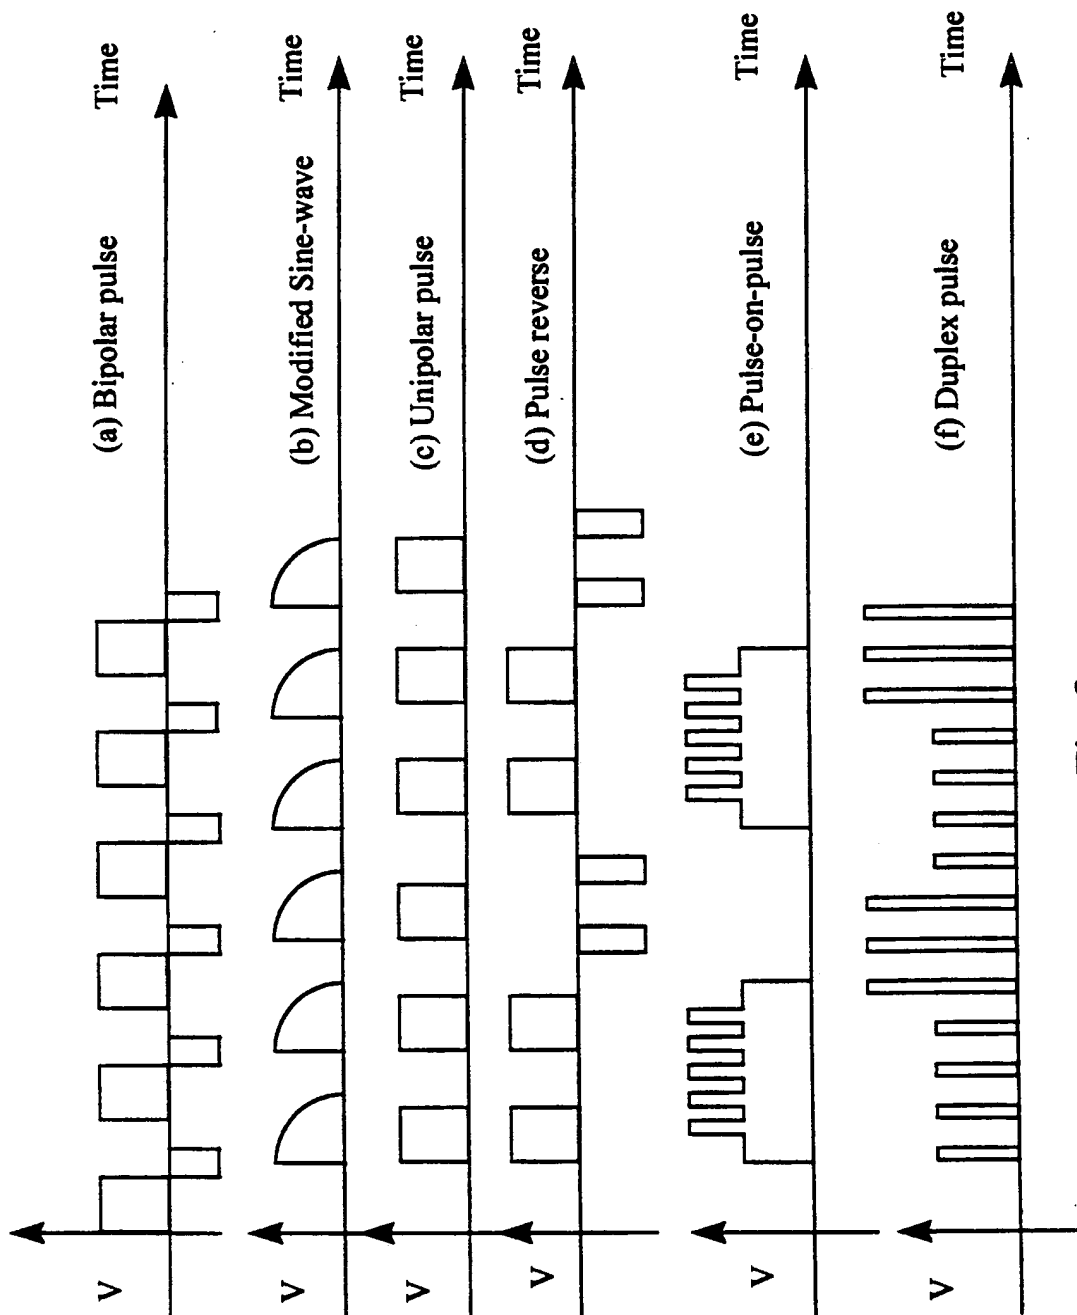 V
Time
(a) Bipolar pulse
V
Time
(b) Modified Sine-wave
V
Time
(c) Unipolar pulse
V
Time
(d) Pulse reverse
V
Time
(e) Pulse-on-pulse
V
Time
(f) Duplex pulse